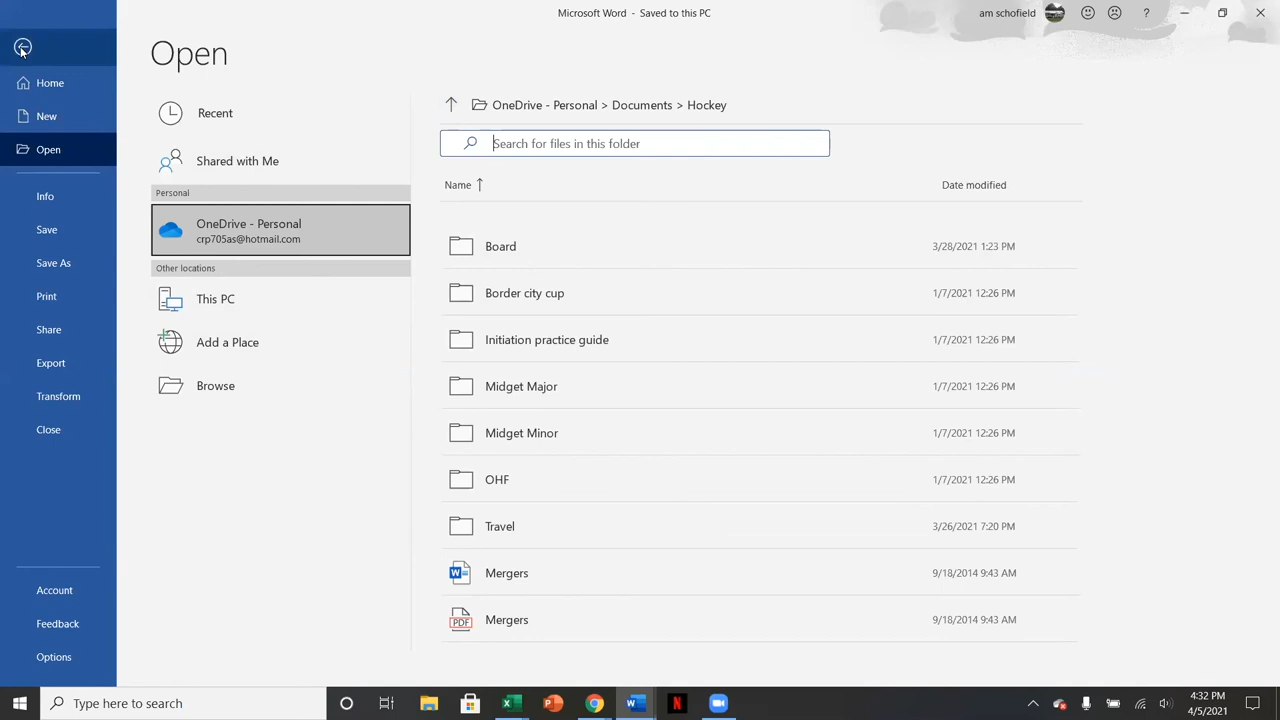 Microsoft Word - Saved to this PC
am schofield
?
Open
Home
New
Open
Info
Save
Save As
Print
Share
Export
Transform
Close
Account
Feedback
Options
Recent
Shared with Me
Personal
OneDrive - Personal
crp705as@hotmail.com
Other locations
This PC
Add a Place
Browse
OneDrive - Personal > Documents > Hockey
Search for files in this folder
Name Date modified
Board 3/28/2021 1:23 PM
Border city cup 1/7/2021 12:26 PM
Initiation practice guide 1/7/2021 12:26 PM
Midget Major 1/7/2021 12:26 PM
Midget Minor 1/7/2021 12:26 PM
OHF 1/7/2021 12:26 PM
Travel 3/26/2021 7:20 PM
Mergers 9/18/2014 9:43 AM
PDF Mergers 9/18/2014 9:43 AM
Type here to search
4:32 PM
4/5/2021